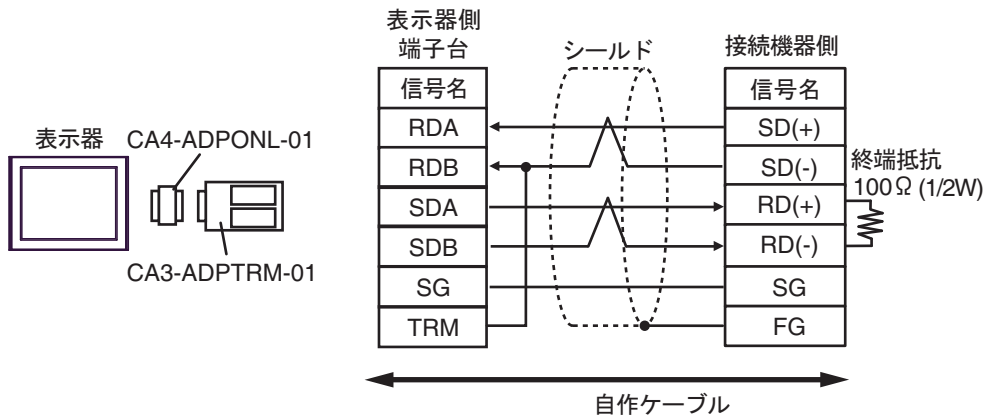 表示器
CA4-ADPONL-01
CA3-ADPTRM-01
表示器側
端子台
信号名
RDA
RDB
SDA
SDB
SG
TRM
シールド
接続機器側
信号名
SD(+)
SD(-)
RD(+)
RD(-)
SG
FG
終端抵抗
100Ω (1/2W)
自作ケーブル